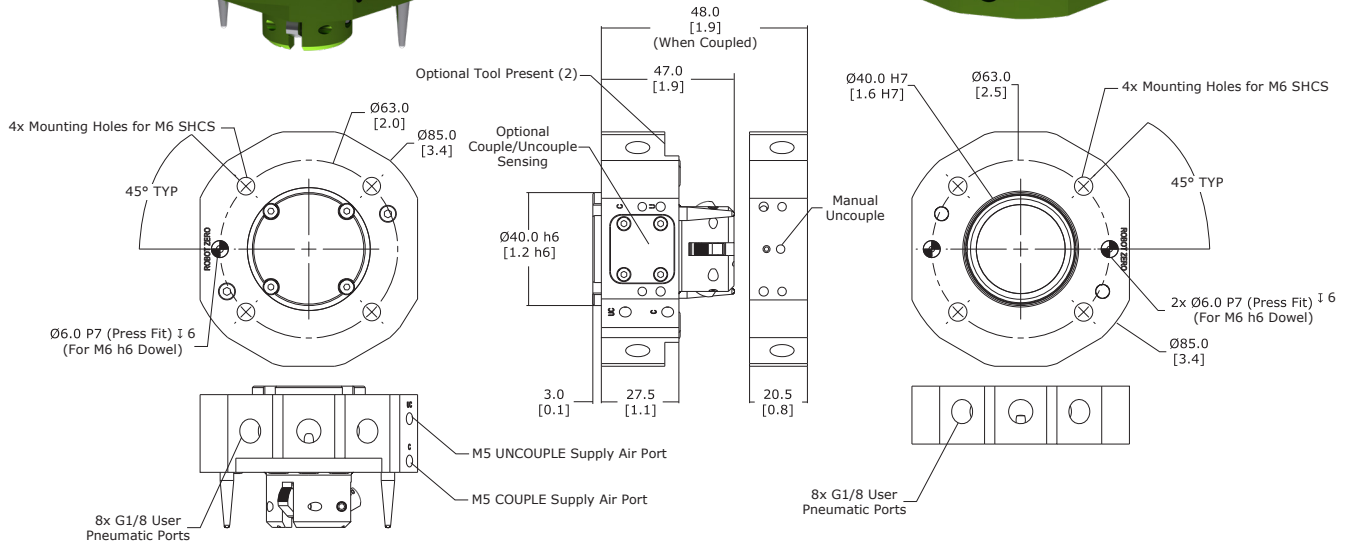 48.0
[1.9]
(When Coupled)
Optional Tool Present (2)
47.0
[1.9]
4x Mounting Holes for M6 SHCS
Ø63.0
[2.0]
Ø85.0
[3.4]
Optional
Couple/Uncouple
Sensing
45° TYP
ROBOT ZERO
Ø6.0 P7 (Press Fit) ↧ 6
(For M6 h6 Dowel)
Ø40.0 h6
[1.2 h6]
C
U
UC
C
Manual
Uncouple
3.0
[0.1]
27.5
[1.1]
20.5
[0.8]
Ø40.0 H7
[1.6 H7]
Ø63.0
[2.5]
4x Mounting Holes for M6 SHCS
45° TYP
ROBOT ZERO
2x Ø6.0 P7 (Press Fit) ↧ 6
(For M6 h6 Dowel)
Ø85.0
[3.4]
UC
C
M5 UNCOUPLE Supply Air Port
M5 COUPLE Supply Air Port
8x G1/8 User
Pneumatic Ports
8x G1/8 User
Pneumatic Ports